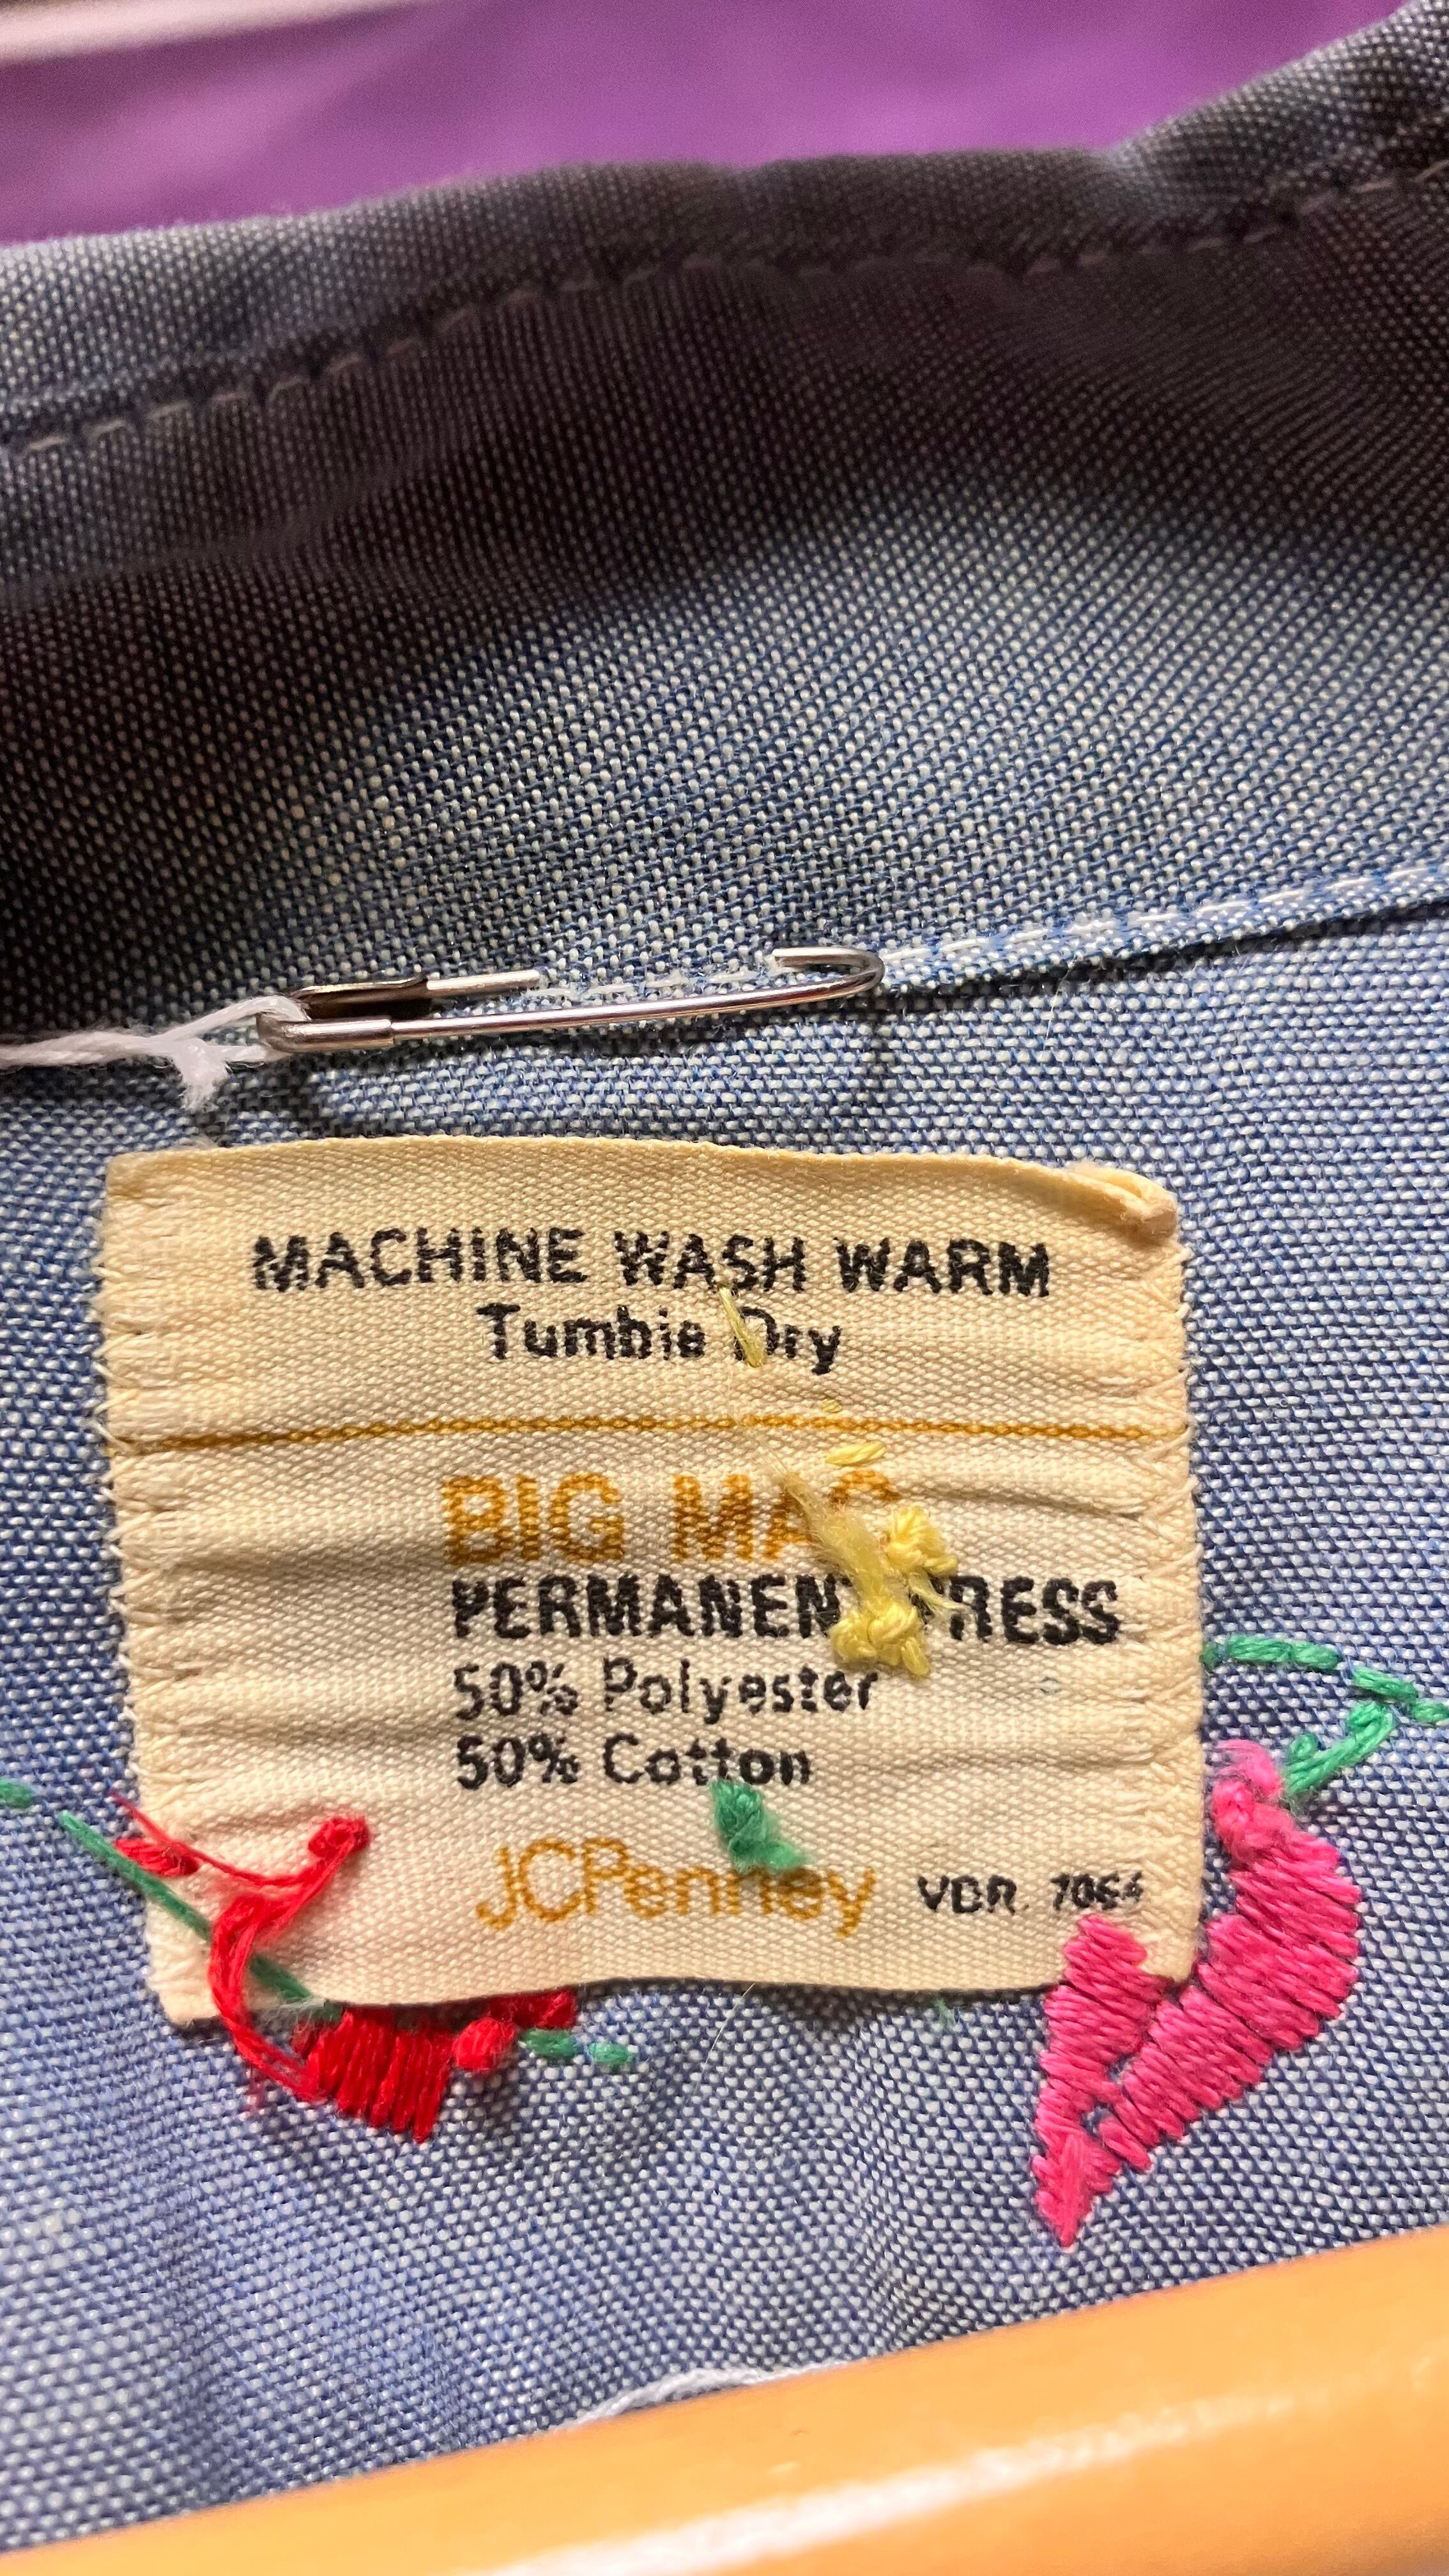 MACHINE WASH WARM
Tumble Dry
BIG MAC
PERMANENT PRESS
50% Polyester
50% Cotton
JCPenney VDR. 7064